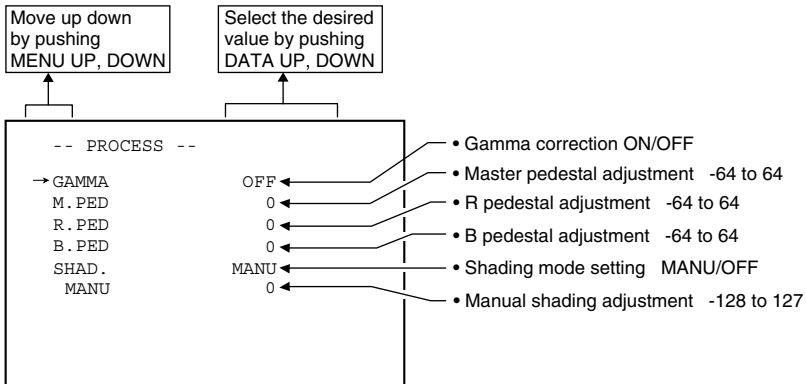 Move up down
by pushing
MENU UP, DOWN
Select the desired
value by pushing
DATA UP, DOWN
-- PROCESS --
→GAMMA OFF
M.PED 0
R.PED 0
B.PED 0
SHAD. MANU
MANU 0
• Gamma correction ON/OFF
• Master pedestal adjustment -64 to 64
• R pedestal adjustment -64 to 64
• B pedestal adjustment -64 to 64
• Shading mode setting MANU/OFF
• Manual shading adjustment -128 to 127